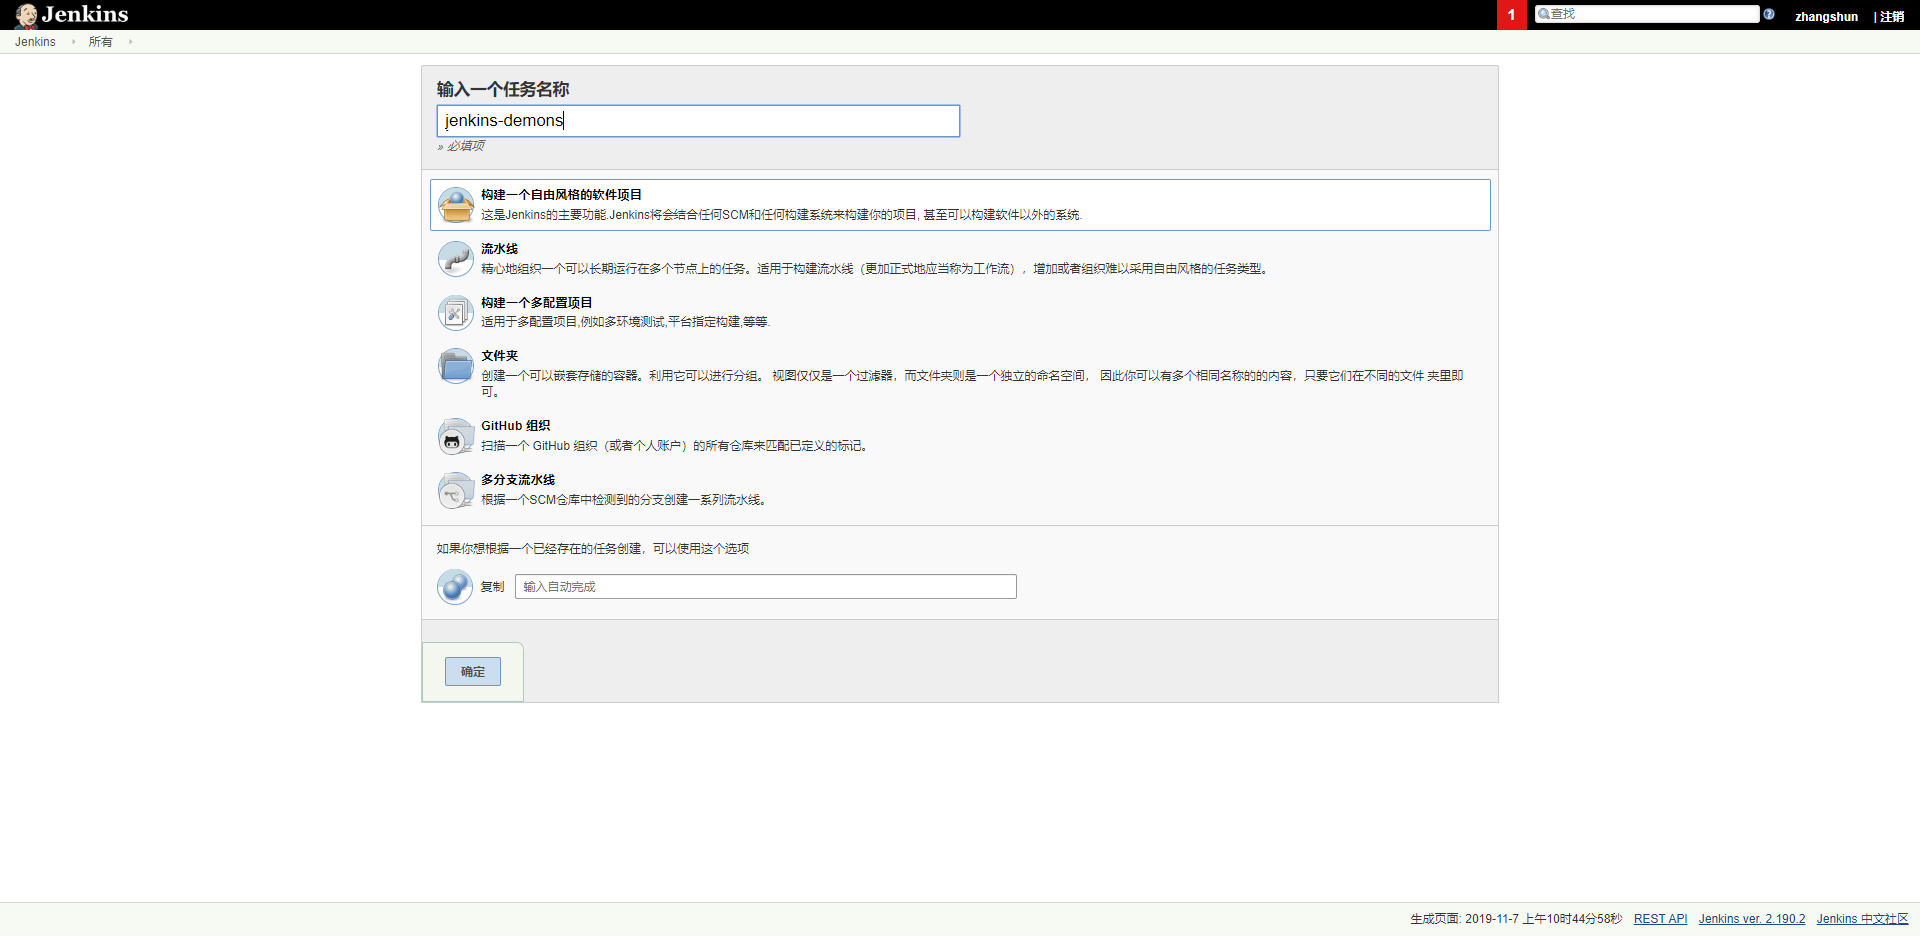 Jenkins
1
查找
zhangshun
| 注销
Jenkins
所有
输入一个任务名称
jenkins-demons
» 必填项
构建一个自由风格的软件项目
这是Jenkins的主要功能.Jenkins将会结合任何SCM和任何构建系统来构建你的项目, 甚至可以构建软件以外的系统.
流水线
精心地组织一个可以长期运行在多个节点上的任务。适用于构建流水线（更加正式地应当称为工作流），增加或者组织难以采用自由风格的任务类型。
构建一个多配置项目
适用于多配置项目,例如多环境测试,平台指定构建,等等.
文件夹
创建一个可以嵌套存储的容器。利用它可以进行分组。 视图仅仅是一个过滤器，而文件夹则是一个独立的命名空间， 因此你可以有多个相同名称的的内容，只要它们在不同的文件 夹里即
可。
GitHub 组织
扫描一个 GitHub 组织（或者个人账户）的所有仓库来匹配已定义的标记。
多分支流水线
根据一个SCM仓库中检测到的分支创建一系列流水线。
如果你想根据一个已经存在的任务创建，可以使用这个选项
复制
输入自动完成
确定
生成页面: 2019-11-7 上午10时44分58秒
REST API
Jenkins ver. 2.190.2
Jenkins 中文社区